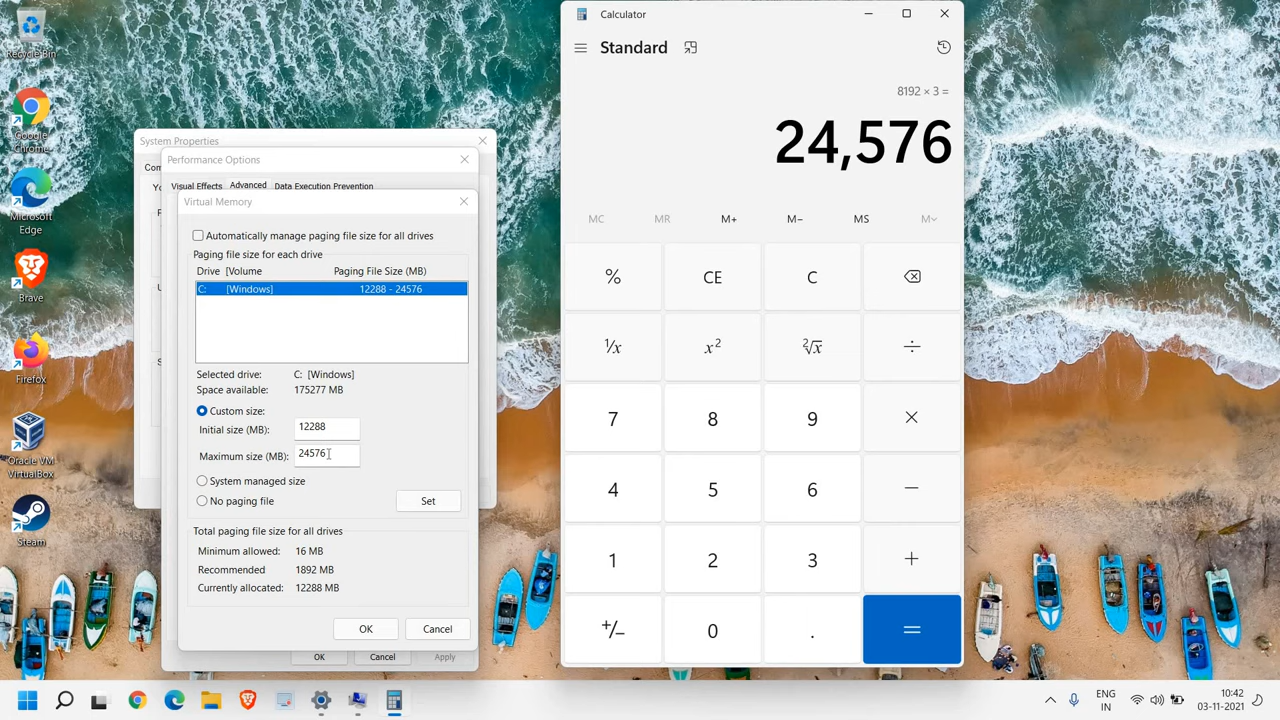 Recycle Bin
Google
Chrome
Microsoft
Edge
Brave
Firefox
Oracle VM
VirtualBox
Steam
System Properties
Performance Options
Visual Effects
Advanced
Data Execution Prevention
Virtual Memory
Automatically manage paging file size for all drives
Paging file size for each drive
Drive [Volume
Paging File Size (MB)
C: [Windows]
12288 - 24576
Selected drive: C: [Windows]
Space available: 175277 MB
Custom size:
Initial size (MB): 12288
Maximum size (MB): 24576
System managed size
No paging file
Set
Total paging file size for all drives
Minimum allowed: 16 MB
Recommended 1892 MB
Currently allocated: 12288 MB
OK
Cancel
OK
Cancel
Apply
Calculator
Standard
8192 × 3 =
24,576
MC MR M+ M− MS M˅
% CE C
¹/x x² ²√x ÷
7 8 9 ×
4 5 6 −
1 2 3 +
+/− 0 . =
ENG
IN
10:42
03-11-2021